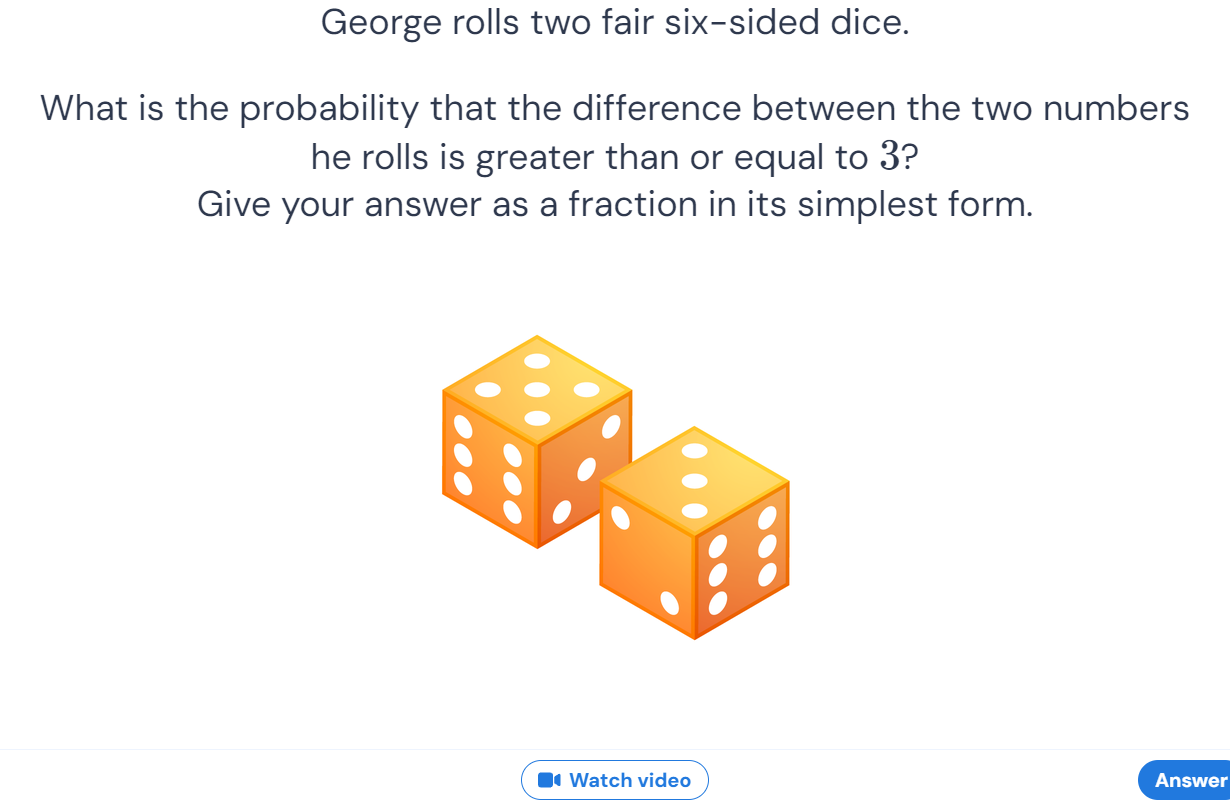 George rolls two fair six-sided dice.
What is the probability that the difference between the two numbers
he rolls is greater than or equal to 3?
Give your answer as a fraction in its simplest form.
Watch video
Answer